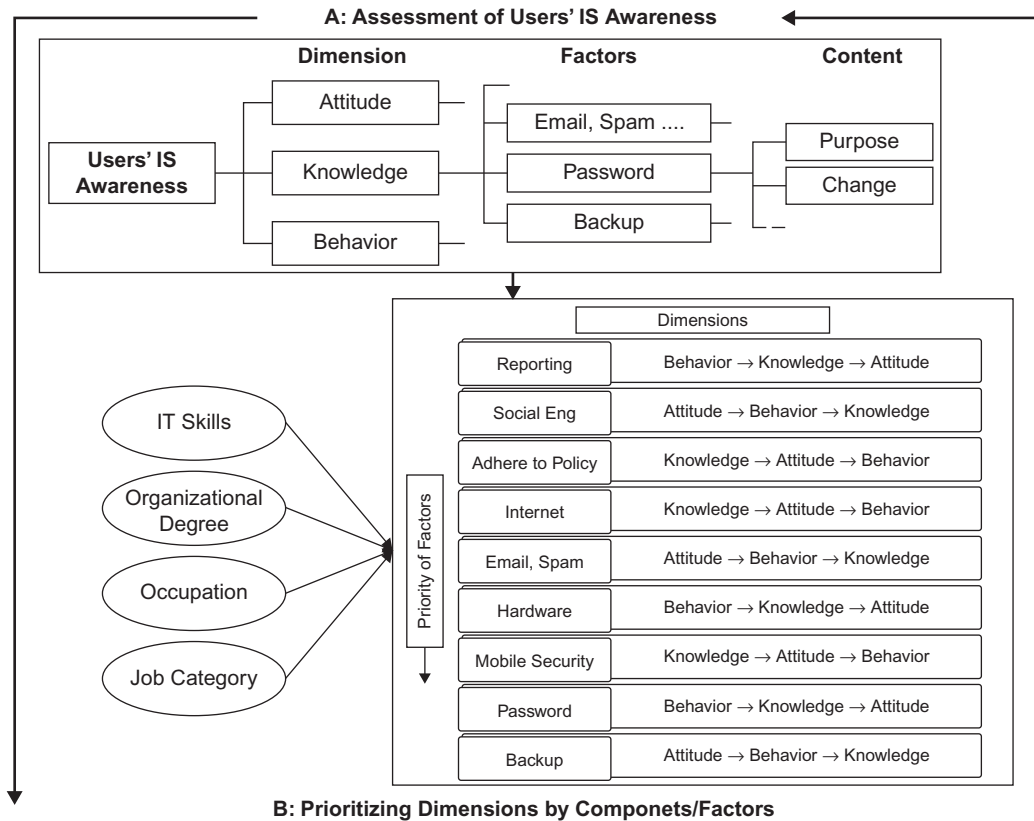 A: Assessment of Users' IS Awareness
Dimension
Factors
Content
Users' IS
Awareness
Attitude
Knowledge
Behavior
Email, Spam ....
Password
Backup
Purpose
Change
IT Skills
Organizational
Degree
Occupation
Job Category
Priority of Factors
Dimensions
Reporting
Behavior → Knowledge → Attitude
Social Eng
Attitude → Behavior → Knowledge
Adhere to Policy
Knowledge → Attitude → Behavior
Internet
Knowledge → Attitude → Behavior
Email, Spam
Attitude → Behavior → Knowledge
Hardware
Behavior → Knowledge → Attitude
Mobile Security
Knowledge → Attitude → Behavior
Password
Behavior → Knowledge → Attitude
Backup
Attitude → Behavior → Knowledge
B: Prioritizing Dimensions by Componets/Factors